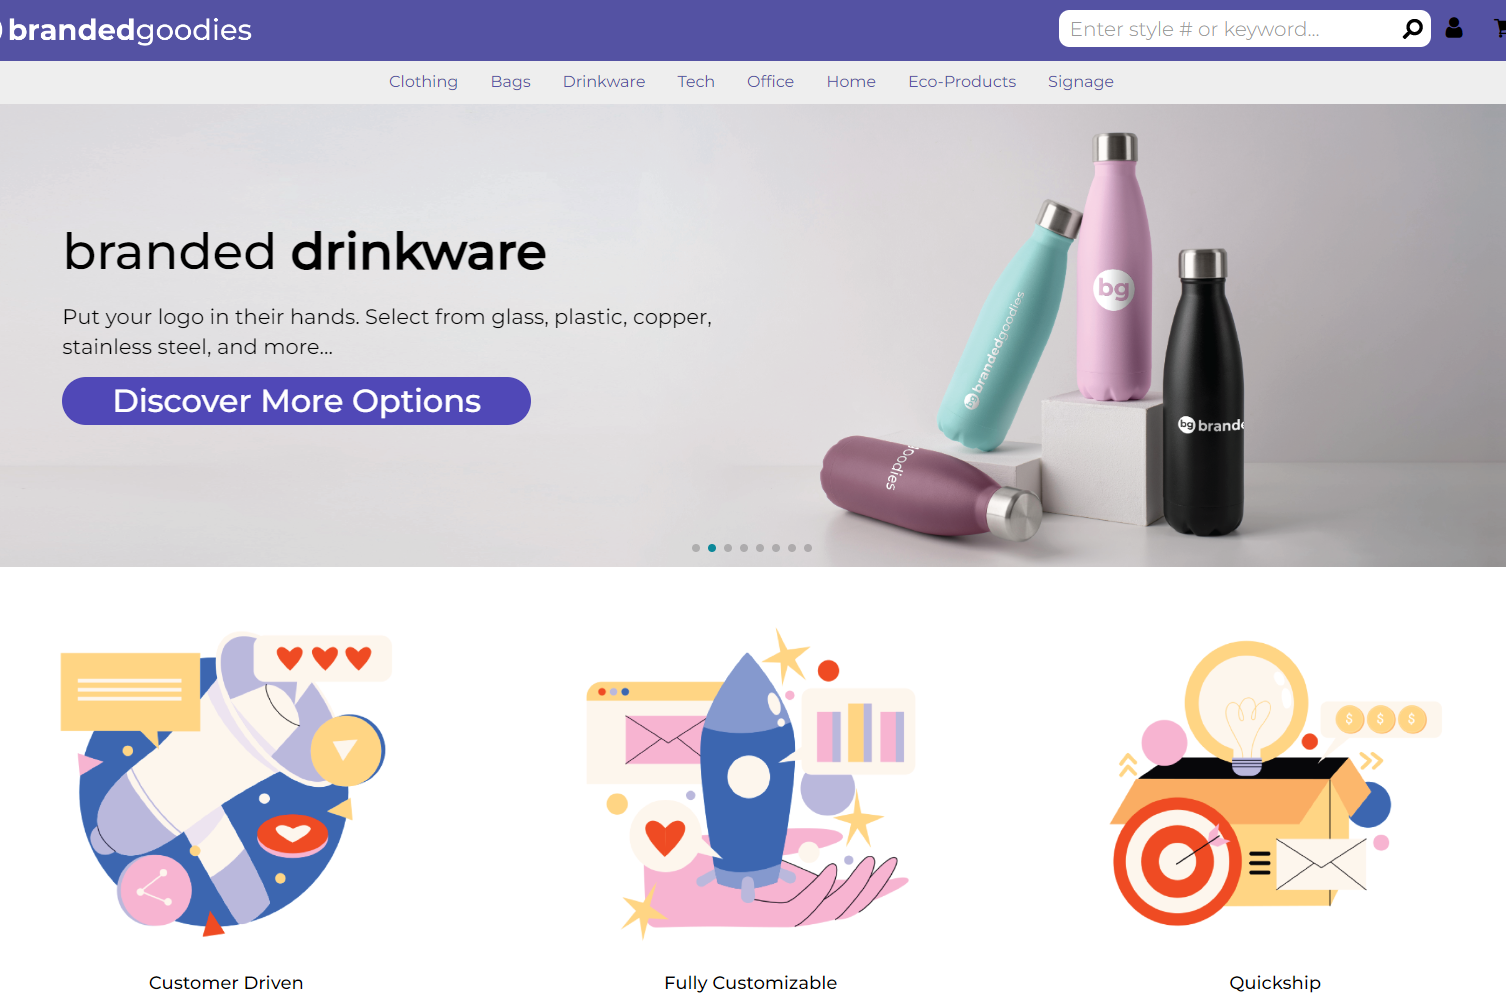 brandedgoodies
Enter style # or keyword...
Clothing Bags Drinkware Tech Office Home Eco-Products Signage
branded drinkware
Put your logo in their hands. Select from glass, plastic, copper,
stainless steel, and more...
Discover More Options
bg
bg brandedgoodies
bg brande
goodies
$ $ $
Customer Driven
Fully Customizable
Quickship